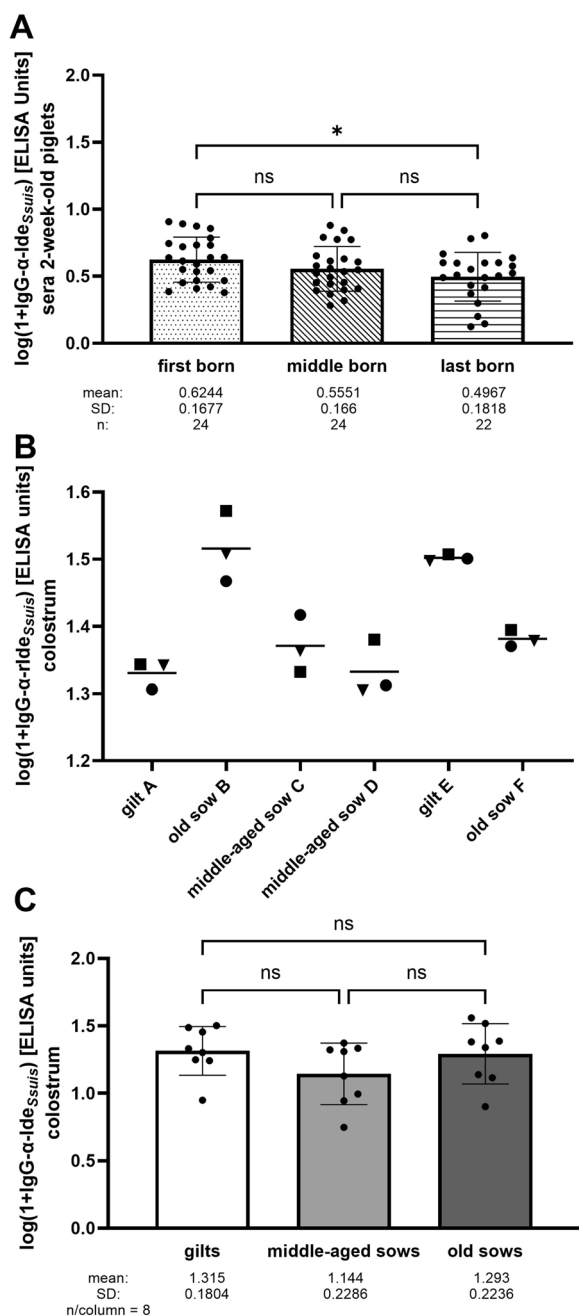 A
log(1+IgG-α-Ide Ssuis) [ELISA Units]
sera 2-week-old piglets
2.0
1.5
1.0
0.5
0.0
*
ns ns
first born middle born last born
mean: 0.6244 0.5551 0.4967
SD: 0.1677 0.166 0.1818
n: 24 24 22
B
log(1+IgG-α-rIde Ssuis) [ELISA units]
colostrum
1.6
1.5
1.4
1.3
1.2
gilt A
old sow B
middle-aged sow C
middle-aged sow D
gilt E
old sow F
C
log(1+IgG-α-Ide Ssuis) [ELISA units]
colostrum
2.0
1.5
1.0
0.5
0.0
ns
ns ns
gilts middle-aged sows old sows
mean: 1.315 1.144 1.293
SD: 0.1804 0.2286 0.2236
n/column = 8